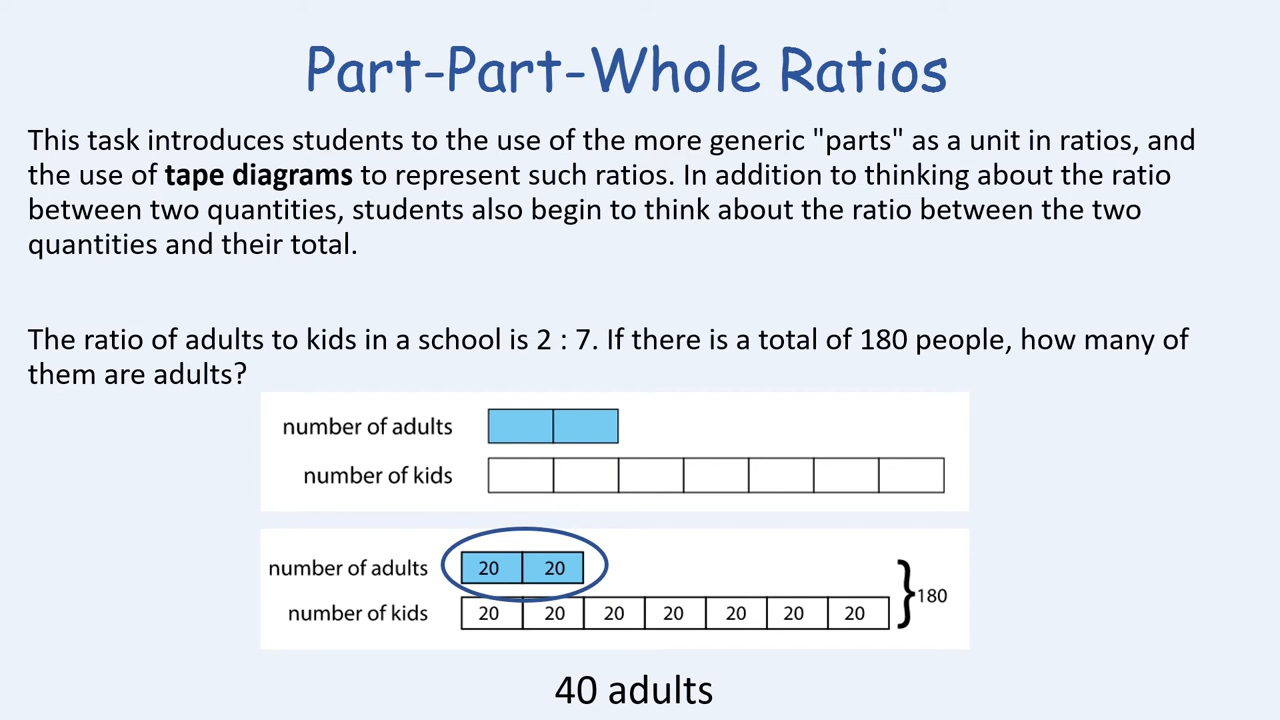 Part-Part-Whole Ratios
This task introduces students to the use of the more generic "parts" as a unit in ratios, and
the use of tape diagrams to represent such ratios. In addition to thinking about the ratio
between two quantities, students also begin to think about the ratio between the two
quantities and their total.
The ratio of adults to kids in a school is 2 : 7. If there is a total of 180 people, how many of
them are adults?
number of adults
number of kids
number of adults 20 20
number of kids 20 20 20 20 20 20 20
180
40 adults